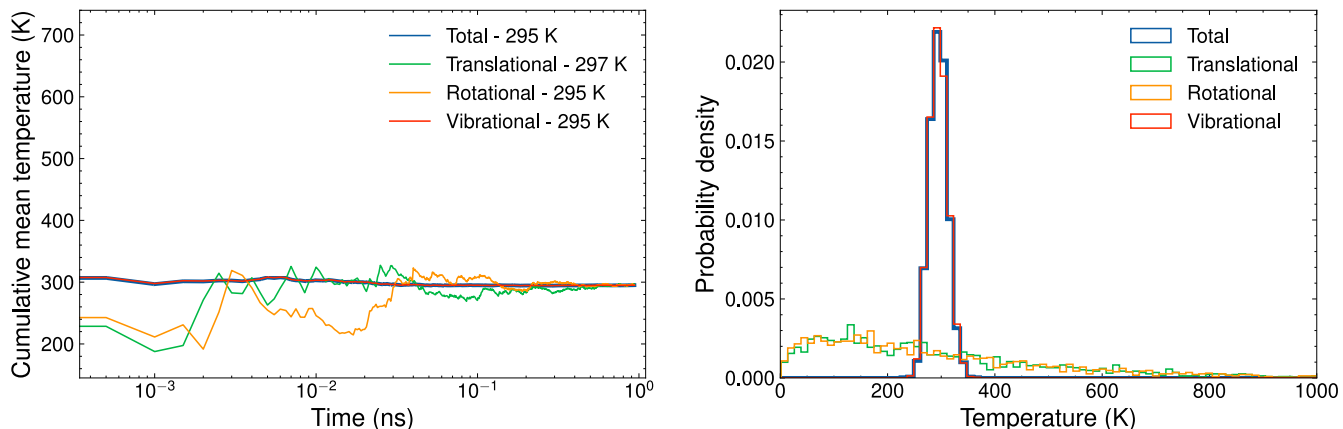 Cumulative mean temperature (K)
700
600
500
400
300
200
10⁻³
10⁻²
10⁻¹
10⁰
Time (ns)
Total - 295 K
Translational - 297 K
Rotational - 295 K
Vibrational - 295 K
Probability density
0.020
0.015
0.010
0.005
0.000
0
200
400
600
800
1000
Temperature (K)
Total
Translational
Rotational
Vibrational